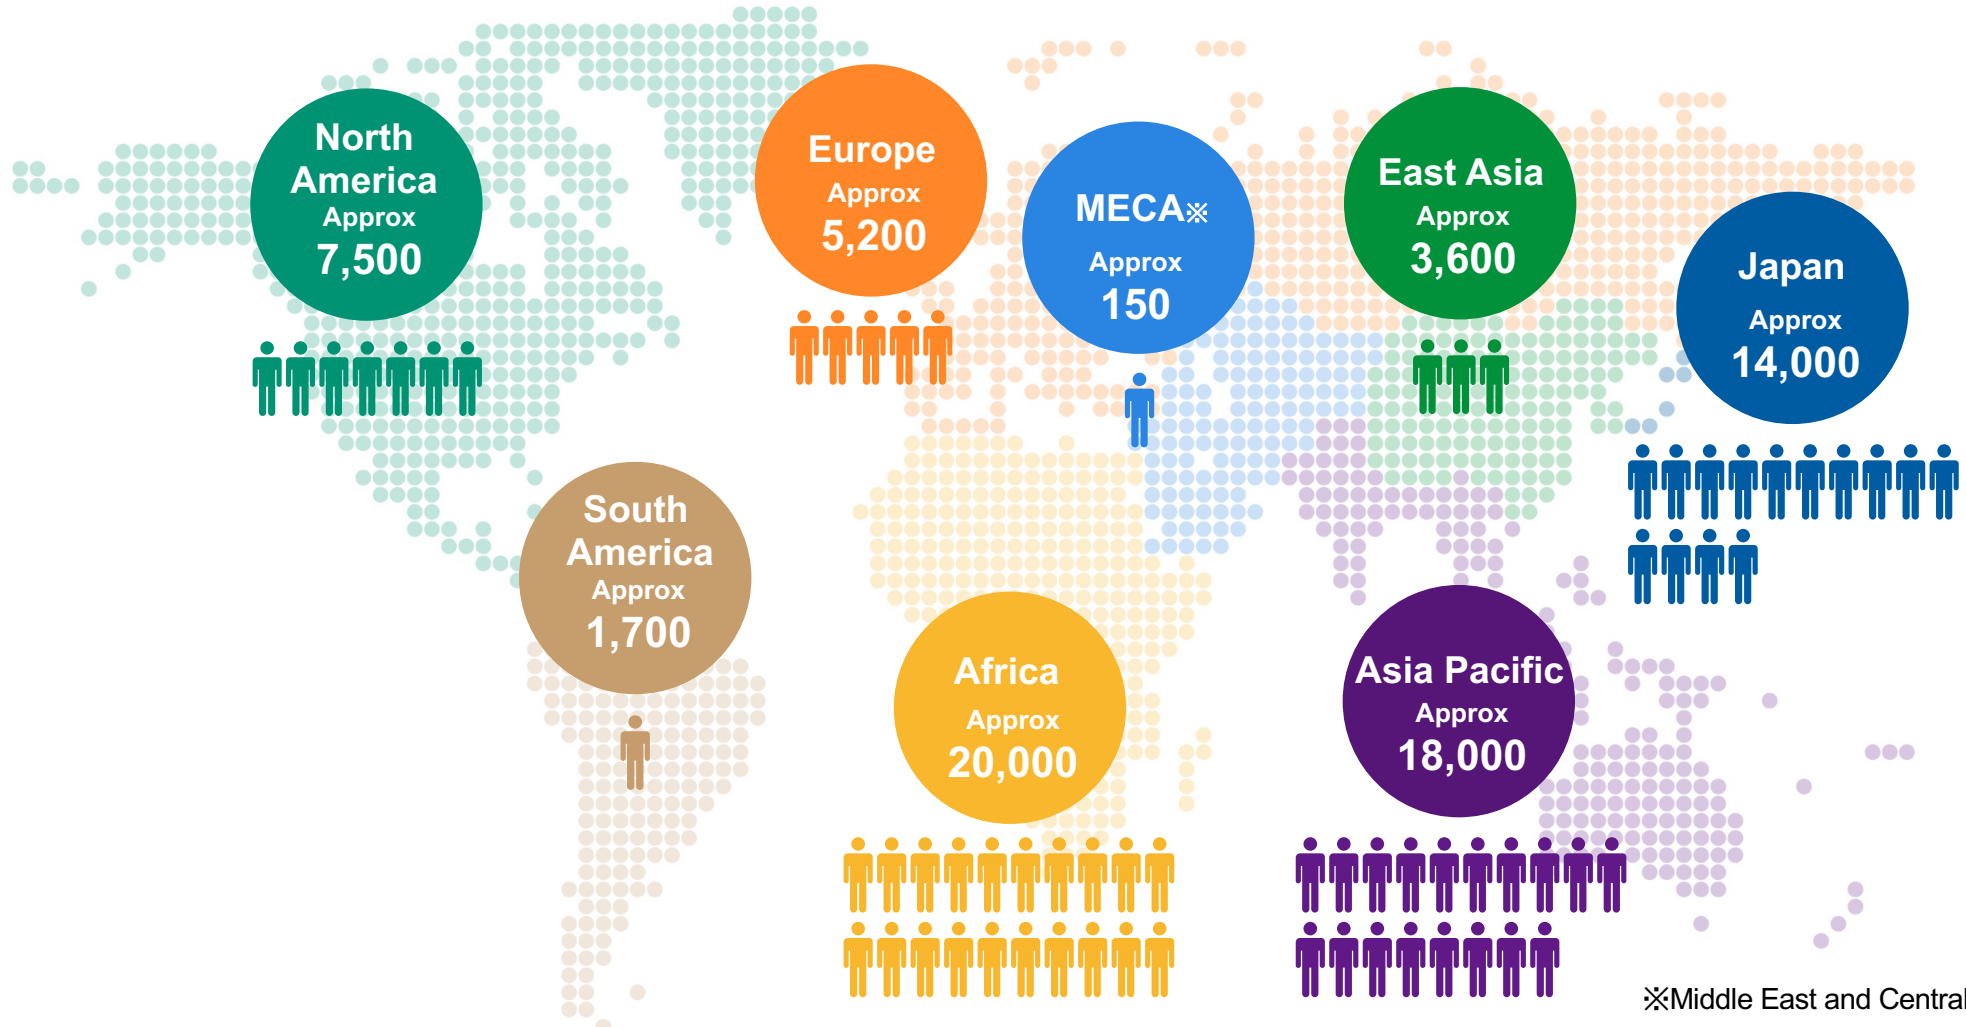 North
America
Approx
7,500
Europe
Approx
5,200
MECA※
Approx
150
East Asia
Approx
3,600
Japan
Approx
14,000
South
America
Approx
1,700
Africa
Approx
20,000
Asia Pacific
Approx
18,000
※Middle East and Central